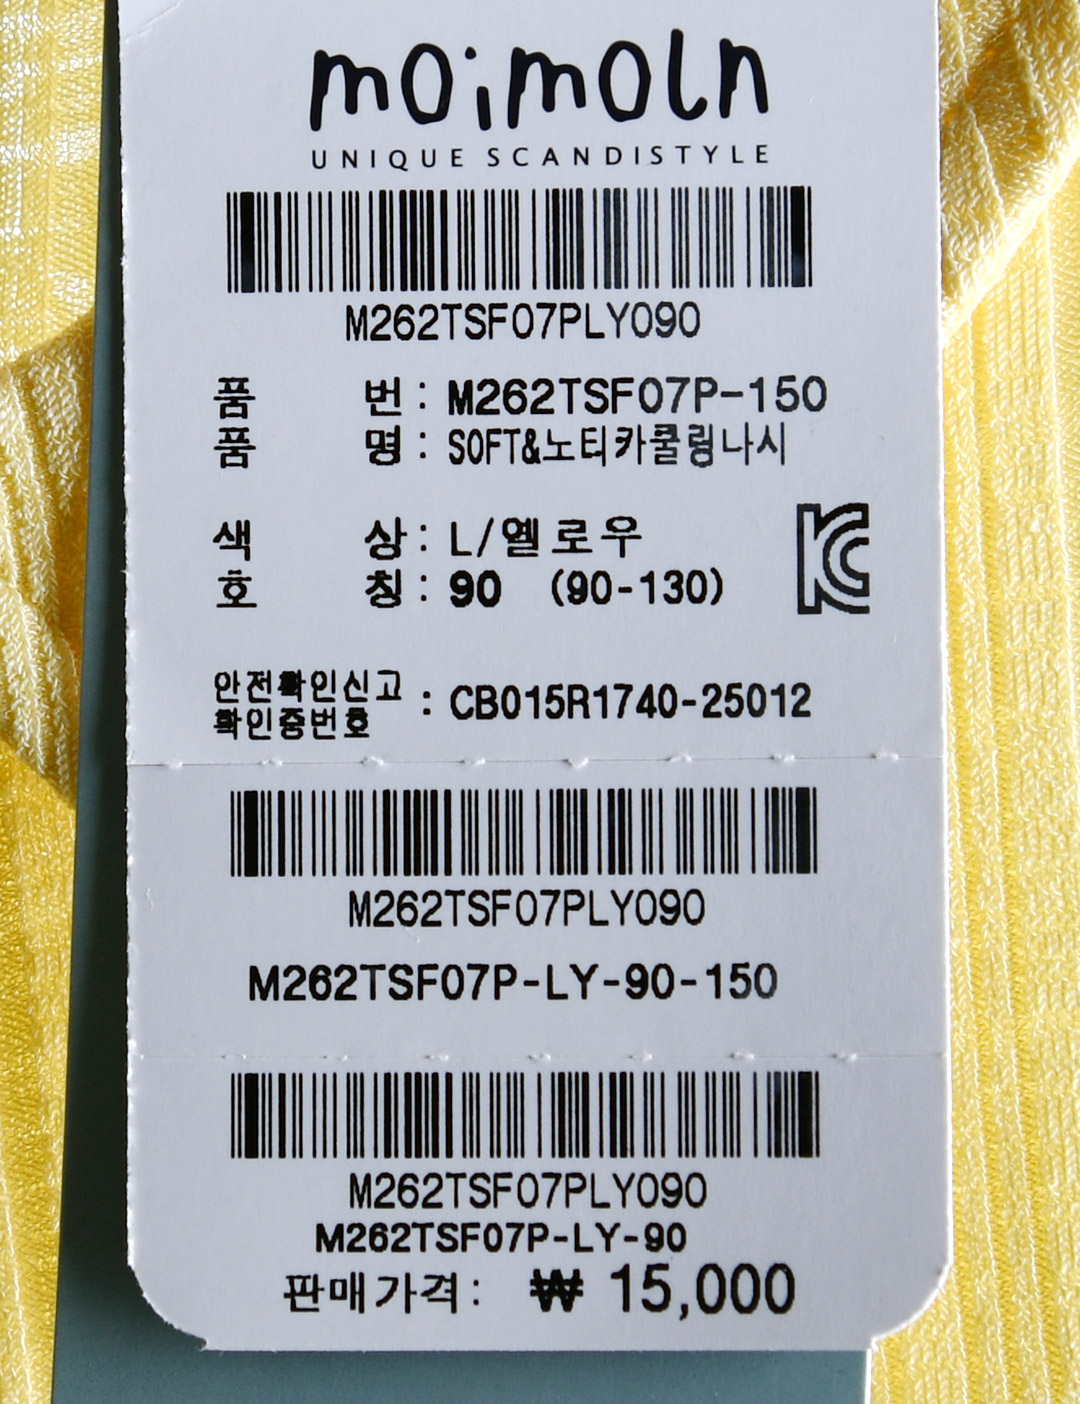 moimoln
UNIQUE SCANDISTYLE
M262TSF07PLY090
품 번 : M262TSF07P-150
품 명 : SOFT&노티카쿨링나시
색 상 : L/옐로우
호 칭 : 90 (90-130)
안전확인신고
확인증번호 : CB015R1740-25012
M262TSF07PLY090
M262TSF07P-LY-90-150
M262TSF07PLY090
M262TSF07P-LY-90
판매가격 : ₩ 15,000